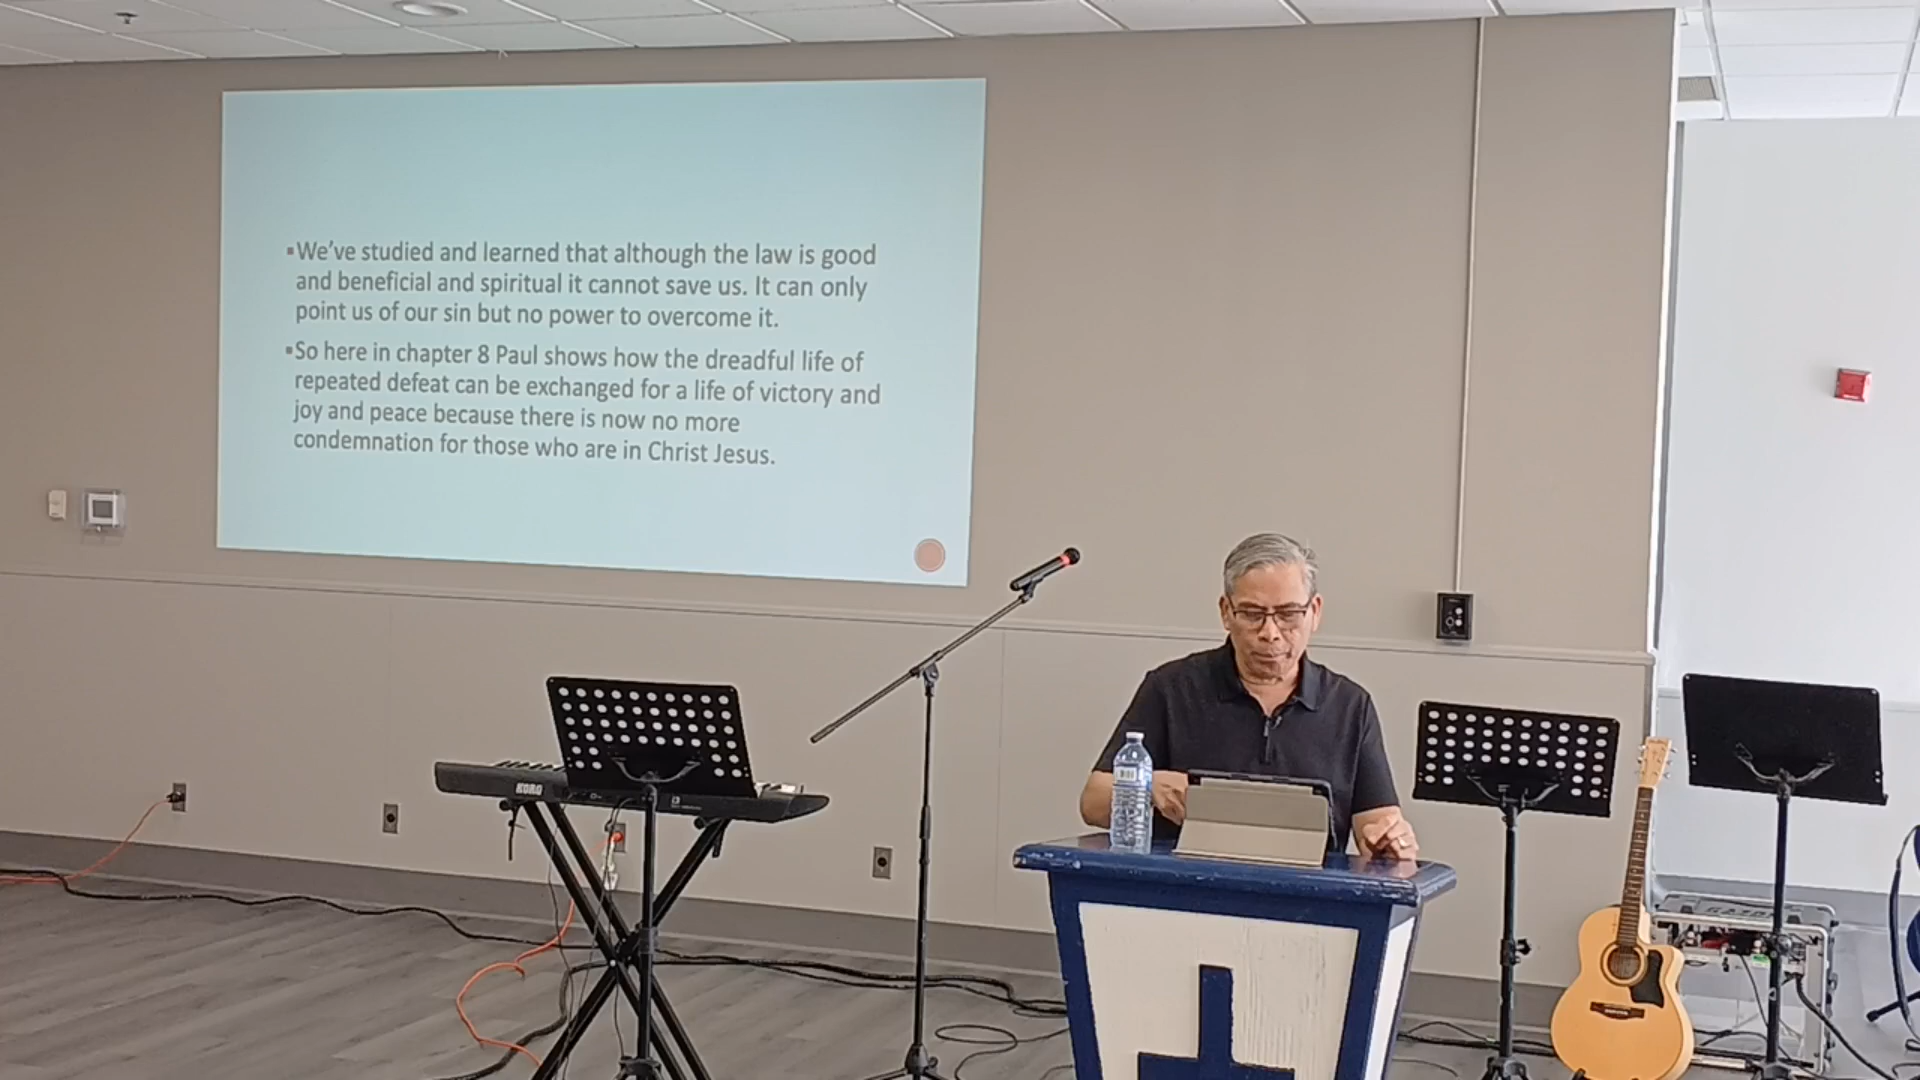 ▪We've studied and learned that although the law is good
and beneficial and spiritual it cannot save us. It can only
point us of our sin but no power to overcome it.
▪So here in chapter 8 Paul shows how the dreadful life of
repeated defeat can be exchanged for a life of victory and
joy and peace because there is now no more
condemnation for those who are in Christ Jesus.
KORG